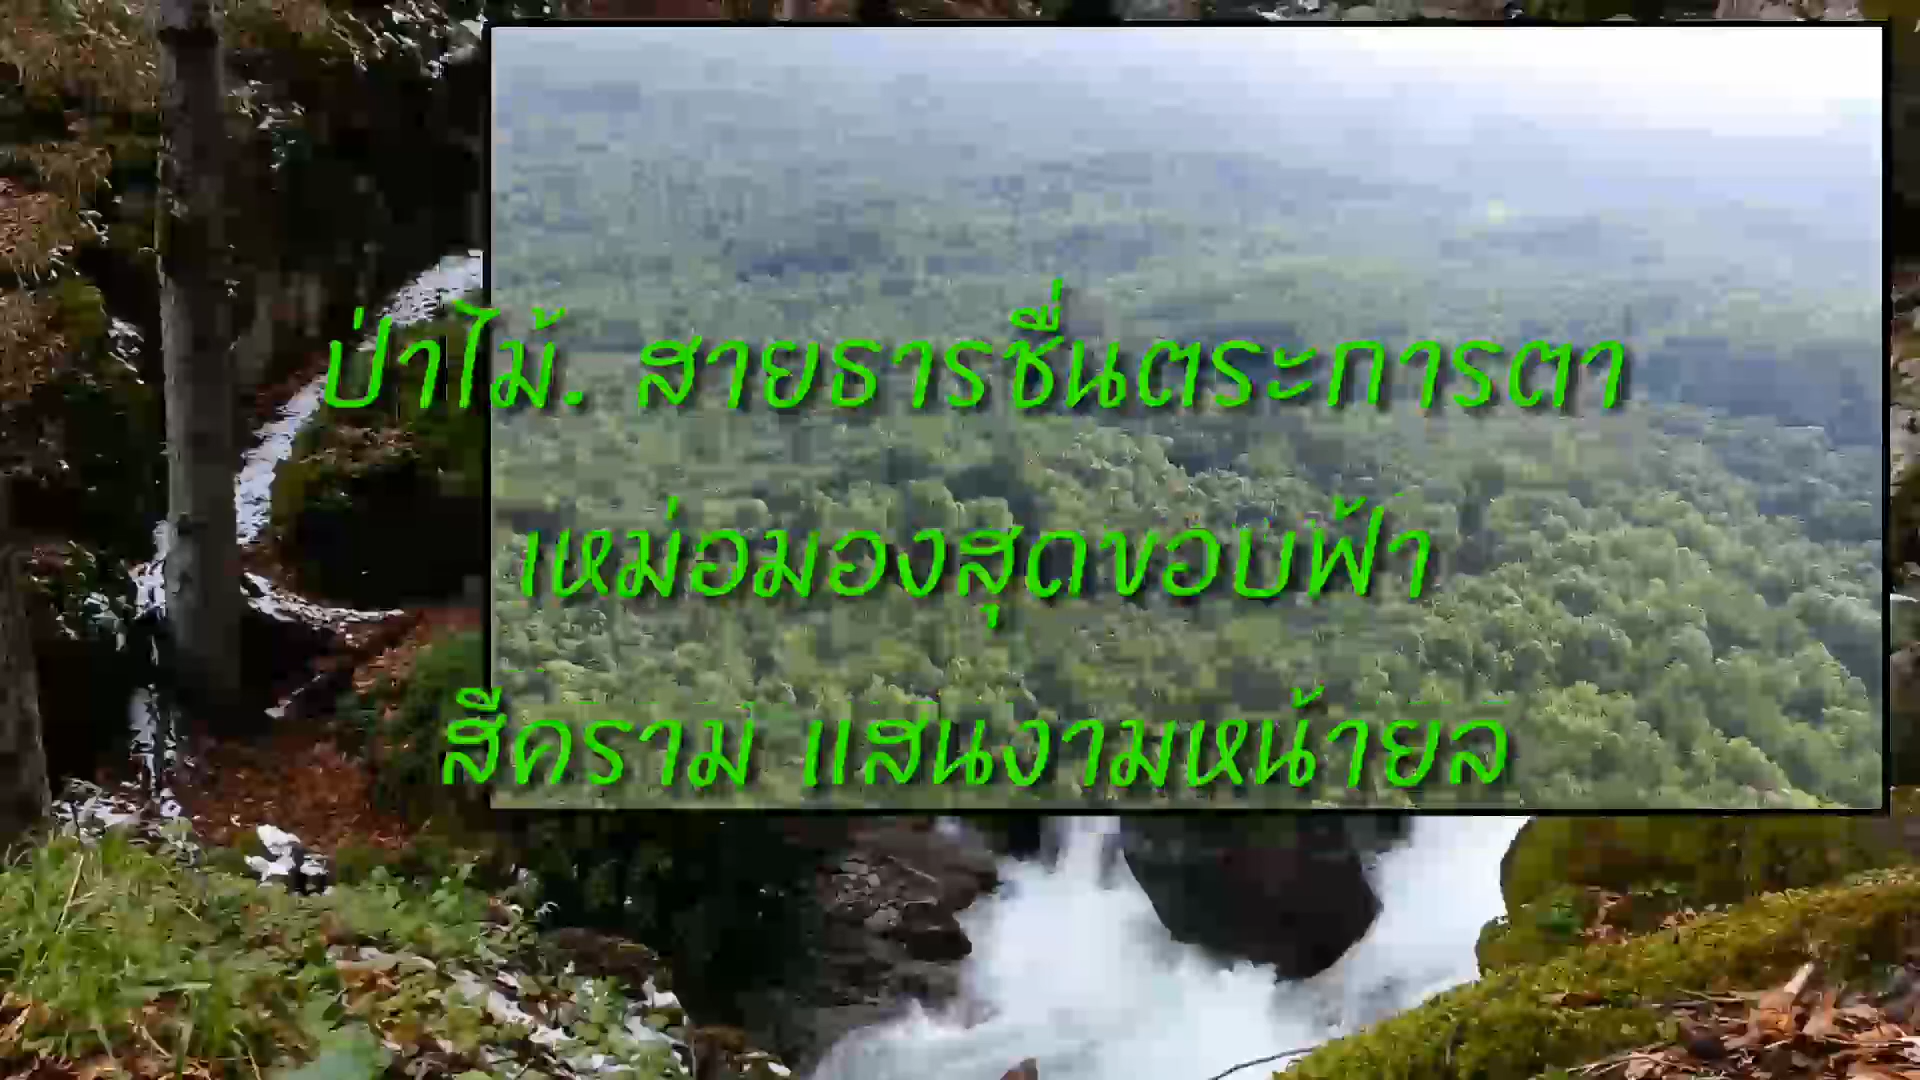 ป่าไม้. สายธารชื่นตระการตา
เหม่อมองสุดขอบฟ้า
สีคราม แสนงามหน้ายล